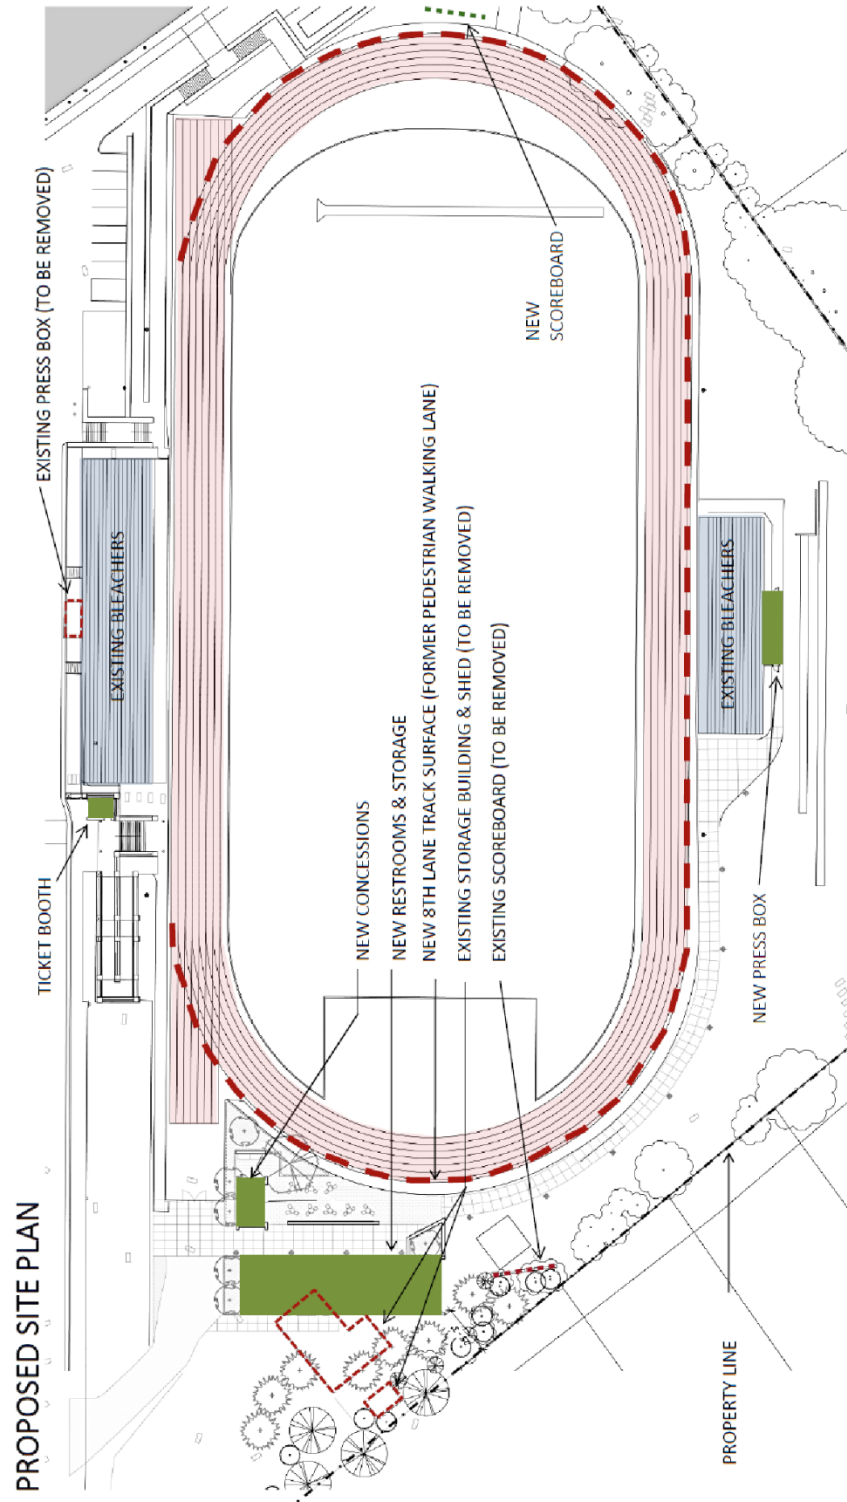 PROPOSED SITE PLAN
TICKET BOOTH
EXISTING PRESS BOX (TO BE REMOVED)
EXISTING BLEACHERS
NEW CONCESSIONS
NEW RESTROOMS & STORAGE
NEW 8TH LANE TRACK SURFACE (FORMER PEDESTRIAN WALKING LANE)
EXISTING STORAGE BUILDING & SHED (TO BE REMOVED)
EXISTING SCOREBOARD (TO BE REMOVED)
NEW
SCOREBOARD
EXISTING BLEACHERS
NEW PRESS BOX
PROPERTY LINE